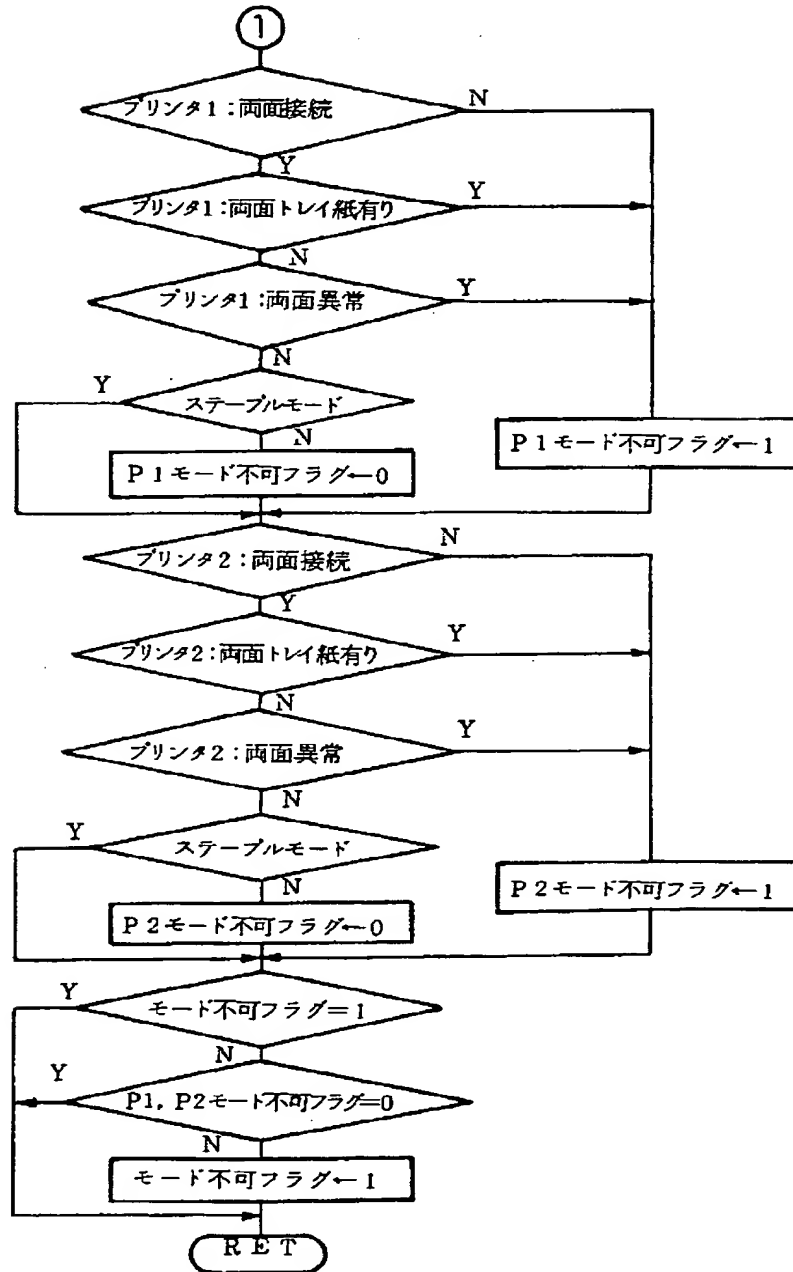 1
プリンタ1:両面接続
N
Y
プリンタ1:両面トレイ紙有り
Y
N
プリンタ1:両面異常
Y
N
Y
ステープルモード
N
P1モード不可フラグ←1
P1モード不可フラグ←0
N
プリンタ2:両面接続
Y
プリンタ2:両面トレイ紙有り
Y
N
プリンタ2:両面異常
Y
N
Y
ステープルモード
N
P2モード不可フラグ←1
P2モード不可フラグ←0
Y
モード不可フラグ=1
N
Y
P1,P2モード不可フラグ=0
N
モード不可フラグ←1
RET